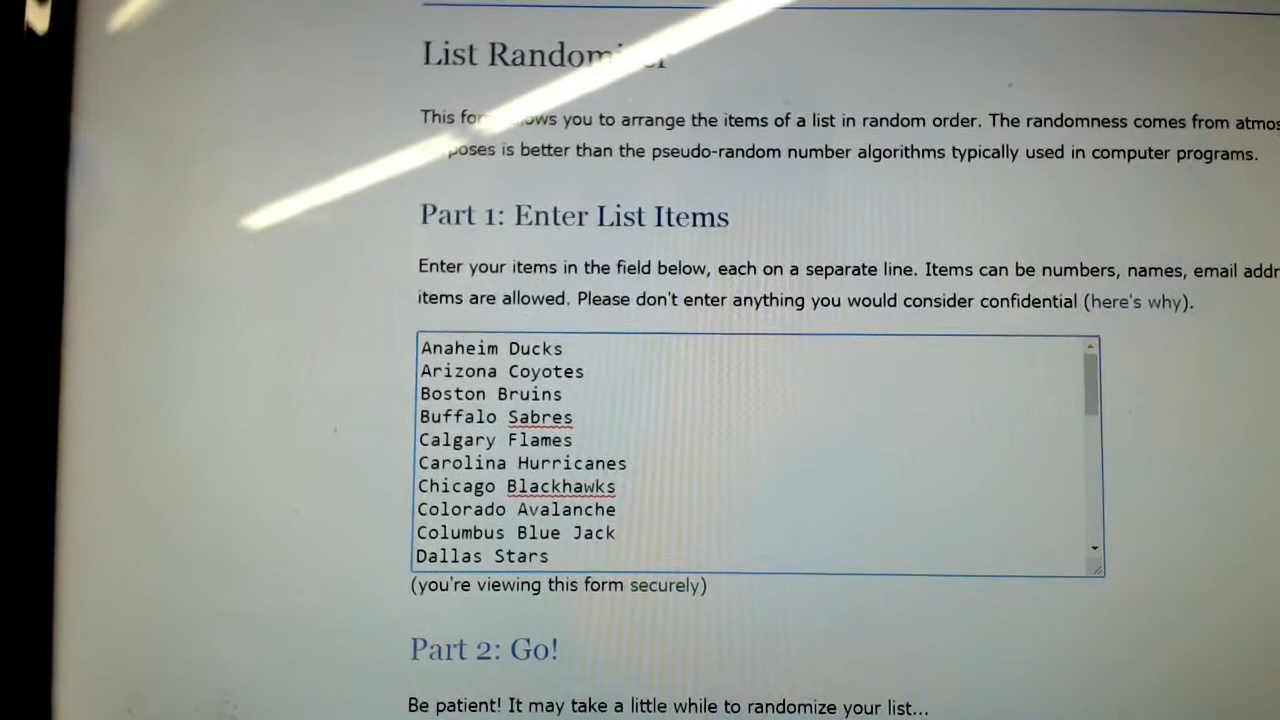 List Randomizer
This form allows you to arrange the items of a list in random order. The randomness comes from atmos
poses is better than the pseudo-random number algorithms typically used in computer programs.
Part 1: Enter List Items
Enter your items in the field below, each on a separate line. Items can be numbers, names, email addr
items are allowed. Please don't enter anything you would consider confidential (here's why).
Anaheim Ducks
Arizona Coyotes
Boston Bruins
Buffalo Sabres
Calgary Flames
Carolina Hurricanes
Chicago Blackhawks
Colorado Avalanche
Columbus Blue Jack
Dallas Stars
(you're viewing this form securely)
Part 2: Go!
Be patient! It may take a little while to randomize your list...